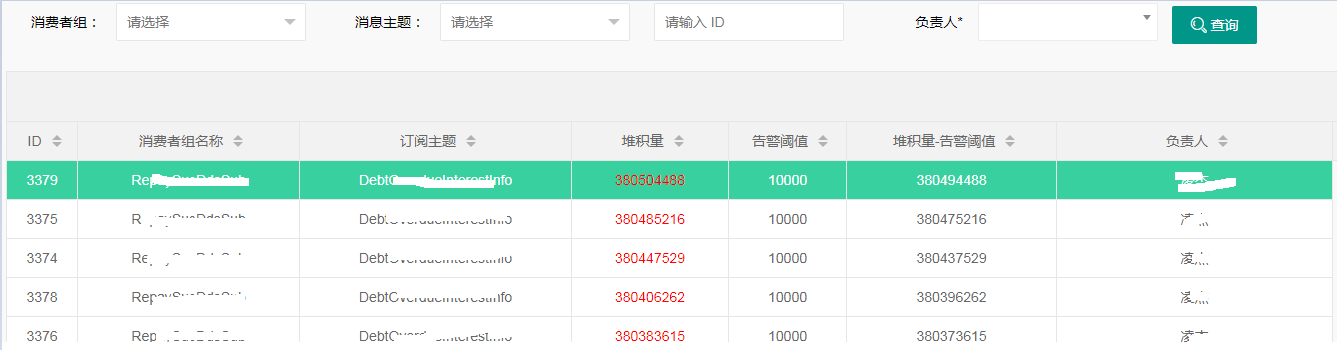 消费者组： 请选择 消息主题： 请选择 请输入 ID 负责人* 查询
ID 消费者组名称 订阅主题 堆积量 告警阈值 堆积量-告警阈值 负责人
3379 380504488 10000 380494488
3375 380485216 10000 380475216
3374 380447529 10000 380437529
3378 380406262 10000 380396262
3376 380383615 10000 380373615